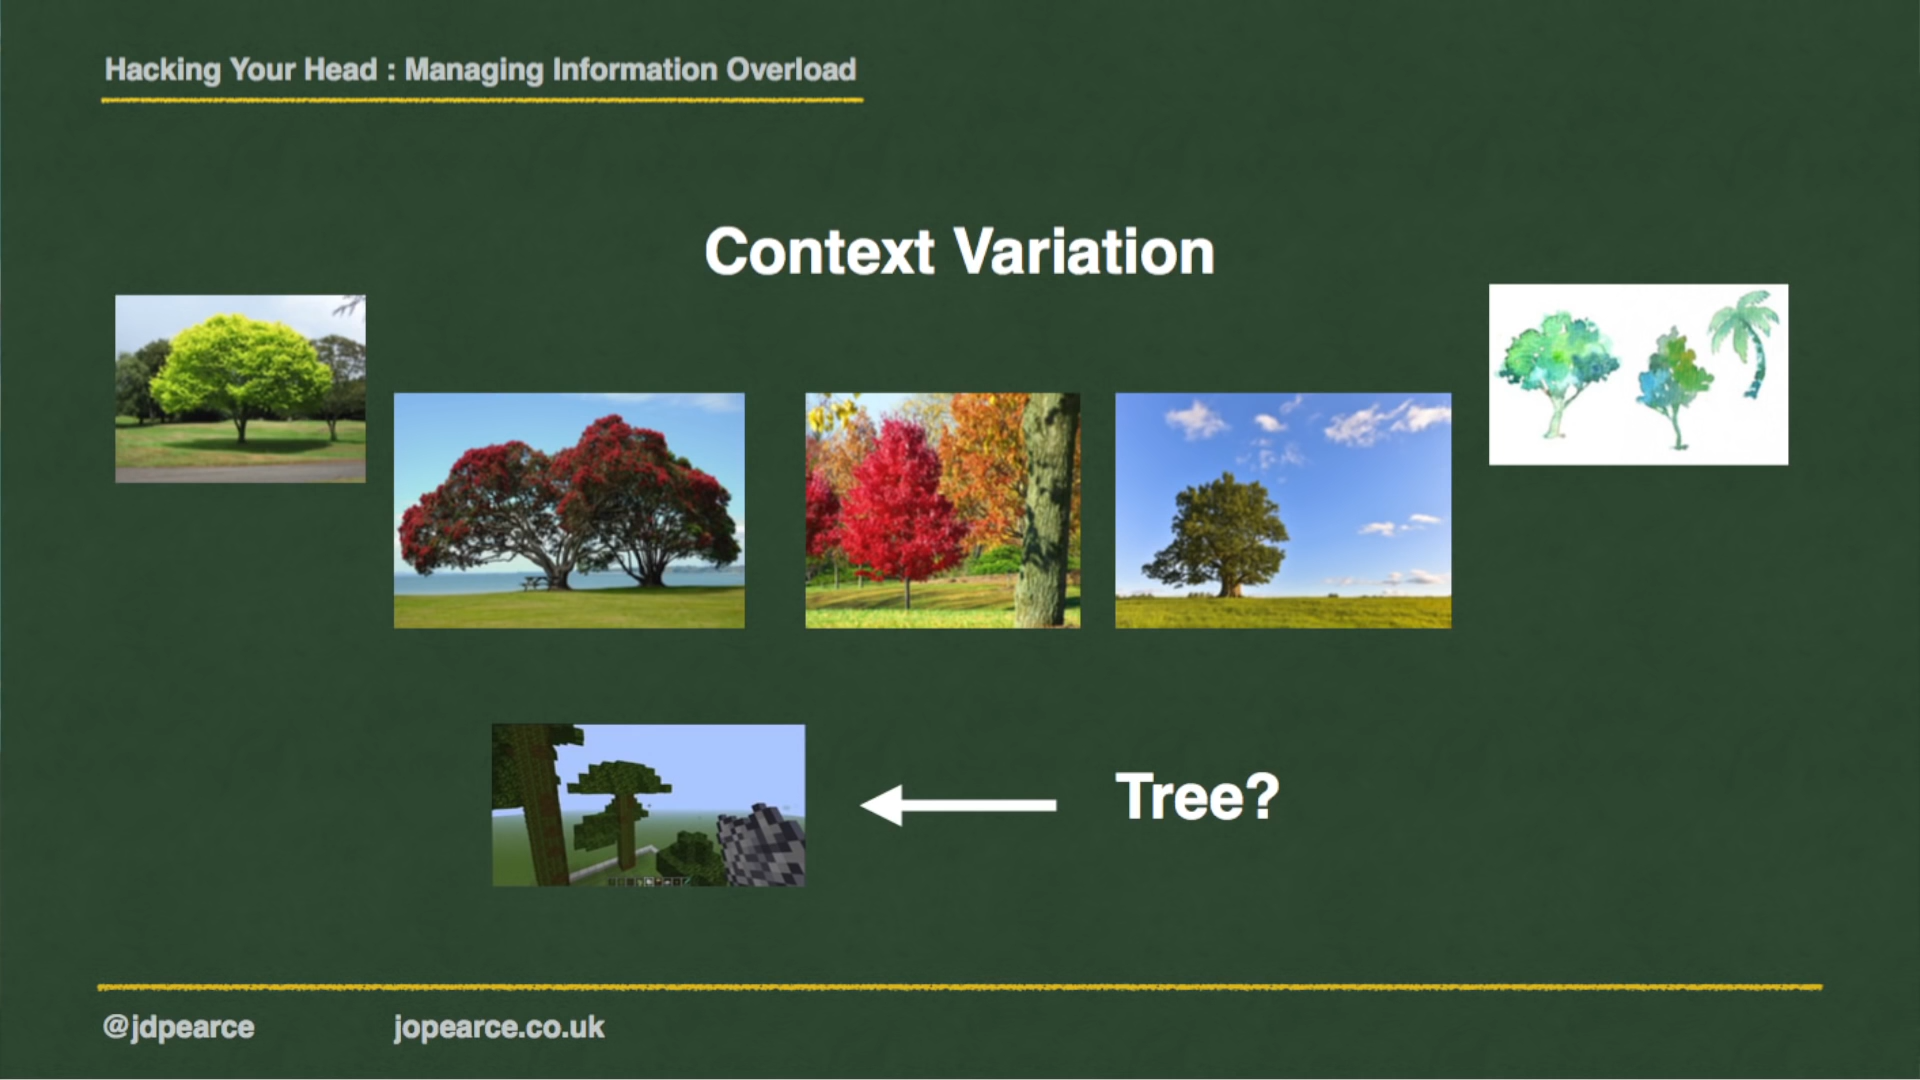 Hacking Your Head : Managing Information Overload
Context Variation
Tree?
@jdpearce
jopearce.co.uk